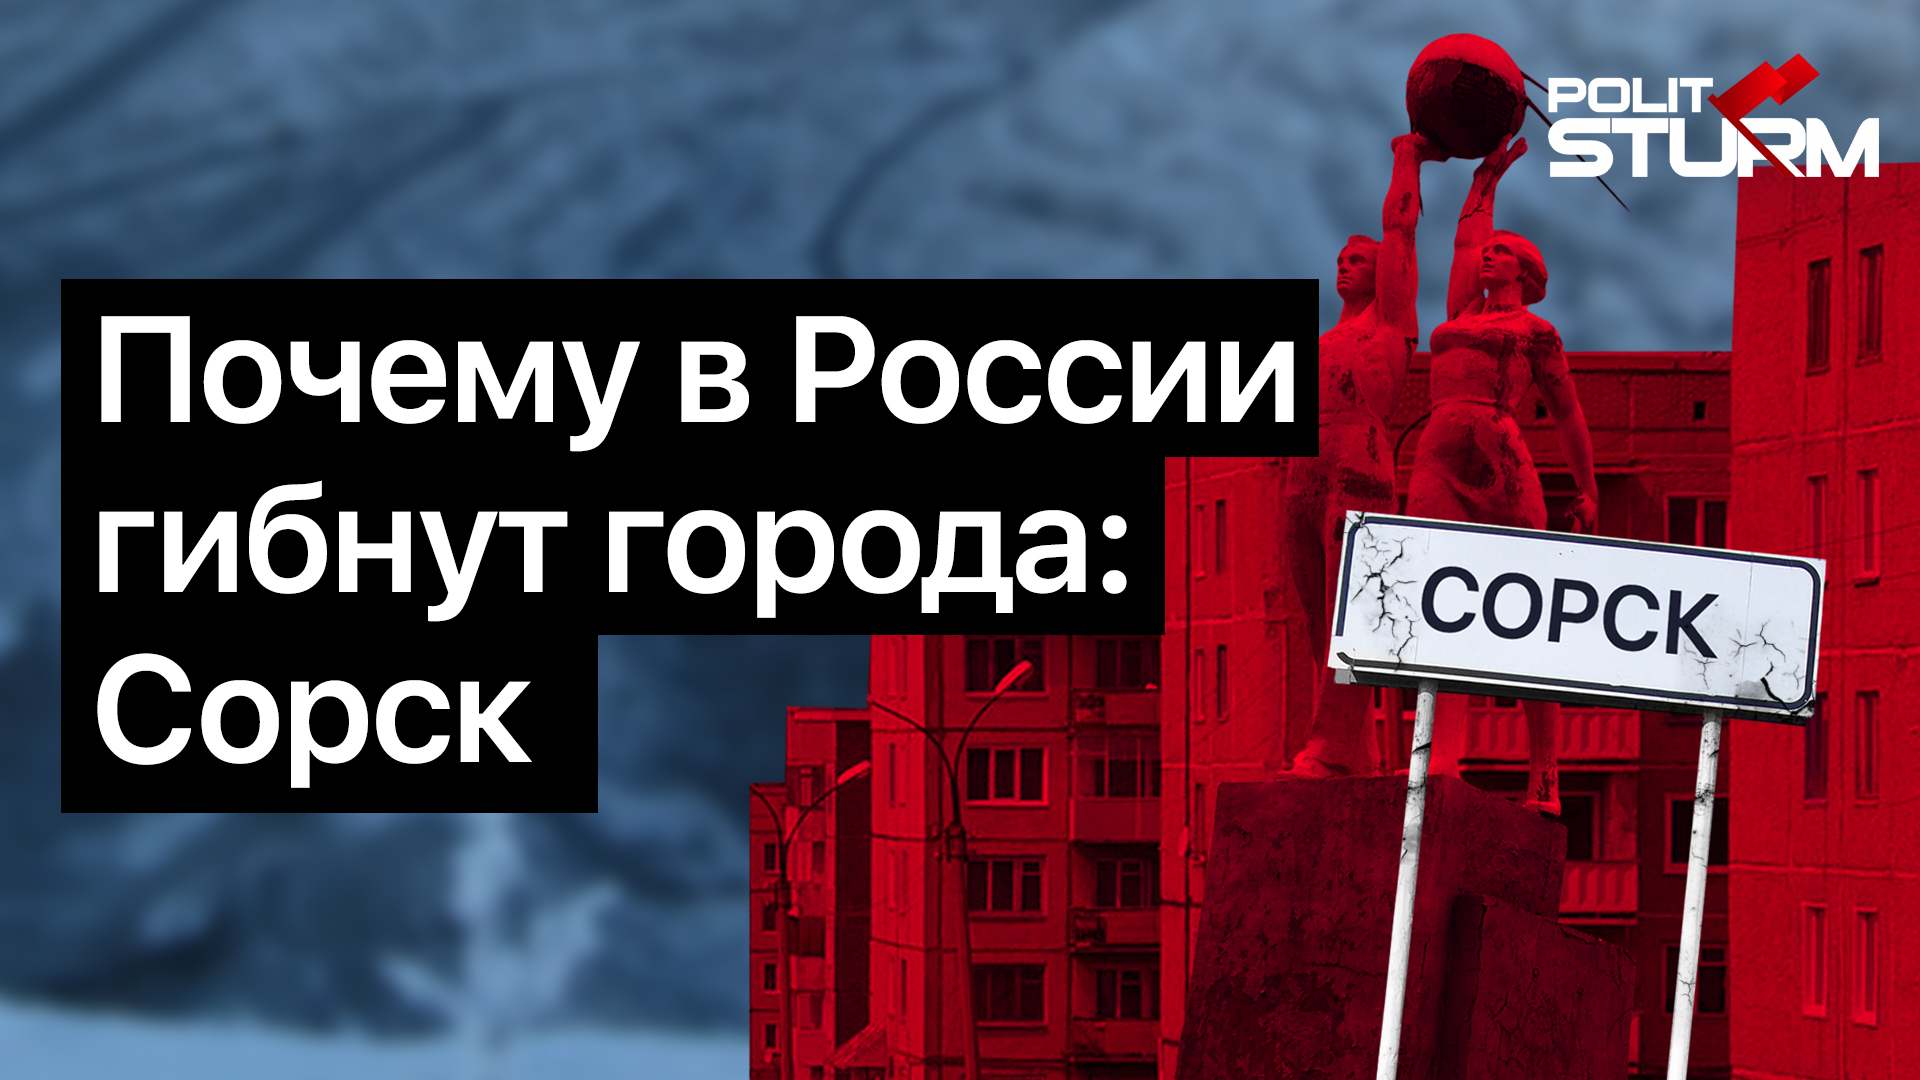 POLIT
STURM
Почему в России
гибнут города:
Сорск
СОРСК